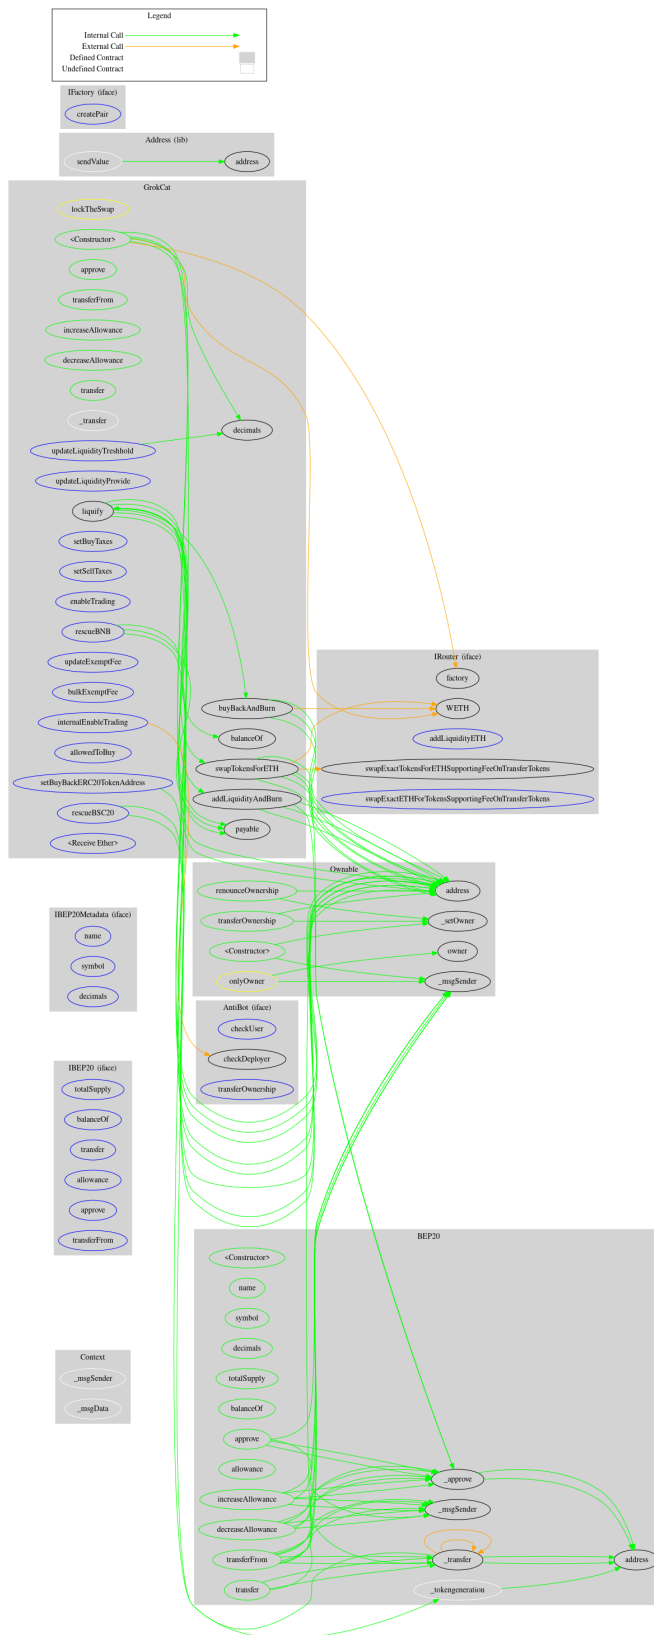 Legend
Internal Call
External Call
Defined Contract
Undefined Contract
IFactory (iface)
createPair
Address (lib)
sendValue
address
GrokCat
lockTheSwap
<Constructor>
approve
transferFrom
increaseAllowance
decreaseAllowance
transfer
_transfer
decimals
updateLiquidityTreshhold
updateLiquidityProvide
liquify
setBuyTaxes
setSellTaxes
enableTrading
rescueBNB
updateExemptFee
bulkExemptFee
internalEnableTrading
allowedToBuy
setBuyBackERC20TokenAddress
rescueBSC20
<Receive Ether>
buyBackAndBurn
balanceOf
swapTokensForETH
addLiquidityAndBurn
payable
IRouter (iface)
factory
WETH
addLiquidityETH
swapExactTokensForETHSupportingFeeOnTransferTokens
swapExactETHForTokensSupportingFeeOnTransferTokens
Ownable
renounceOwnership
address
transferOwnership
_setOwner
<Constructor>
owner
onlyOwner
_msgSender
IBEP20Metadata (iface)
name
symbol
decimals
AntiBot (iface)
checkUser
checkDeployer
transferOwnership
IBEP20 (iface)
totalSupply
balanceOf
transfer
allowance
approve
transferFrom
Context
_msgSender
_msgData
BEP20
<Constructor>
name
symbol
decimals
totalSupply
balanceOf
approve
allowance
increaseAllowance
decreaseAllowance
transferFrom
transfer
_approve
_msgSender
_transfer
_tokengeneration
address